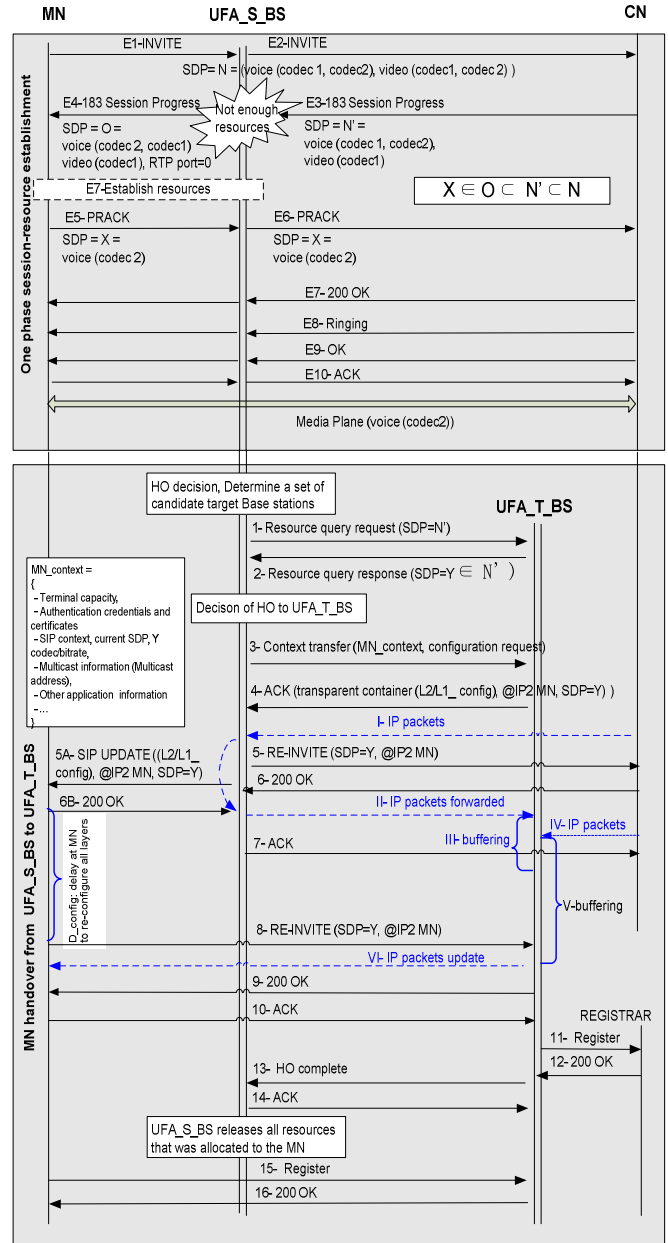 MN
UFA_S_BS
CN
One phase session-resource establishment
E1-INVITE
E2-INVITE
SDP= N = (voice (codec 1, codec2), video (codec1, codec 2) )
E4-183 Session Progress
Not enough
resources
E3-183 Session Progress
SDP = O =
voice (codec 2, codec1)
video (codec1), RTP port=0
SDP = N' =
voice (codec 1, codec2),
video (codec1)
E7-Establish resources
X ∈ O ⊂ N' ⊂ N
E5- PRACK
E6- PRACK
SDP = X =
voice (codec 2)
SDP = X =
voice (codec 2)
E7- 200 OK
E8- Ringing
E9- OK
E10- ACK
Media Plane (voice (codec2))
MN handover from UFA_S_BS to UFA_T_BS
HO decision, Determine a set of
candidate target Base stations
UFA_T_BS
1- Resource query request (SDP=N')
2- Resource query response (SDP=Y ∈ N' )
MN_context =
{
- Terminal capacity,
- Authentication credentials and
certificates
- SIP context, current SDP, Y
codec/bitrate,
- Multicast information (Multicast
address),
- Other application information
-...
}
Decison of HO to UFA_T_BS
3- Context transfer (MN_context, configuration request)
4- ACK (transparent container (L2/L1_ config), @IP2 MN, SDP=Y) )
I- IP packets
5A- SIP UPDATE ((L2/L1_
config), @IP2 MN, SDP=Y)
5- RE-INVITE (SDP=Y, @IP2 MN)
6- 200 OK
6B- 200 OK
II- IP packets forwarded
IV- IP packets
III- buffering
7- ACK
D_config: delay at MN
to re-configure all layers
V-buffering
8- RE-INVITE (SDP=Y, @IP2 MN)
VI- IP packets update
9- 200 OK
10- ACK
REGISTRAR
11- Register
12- 200 OK
13- HO complete
14- ACK
UFA_S_BS releases all resources
that was allocated to the MN
15- Register
16- 200 OK